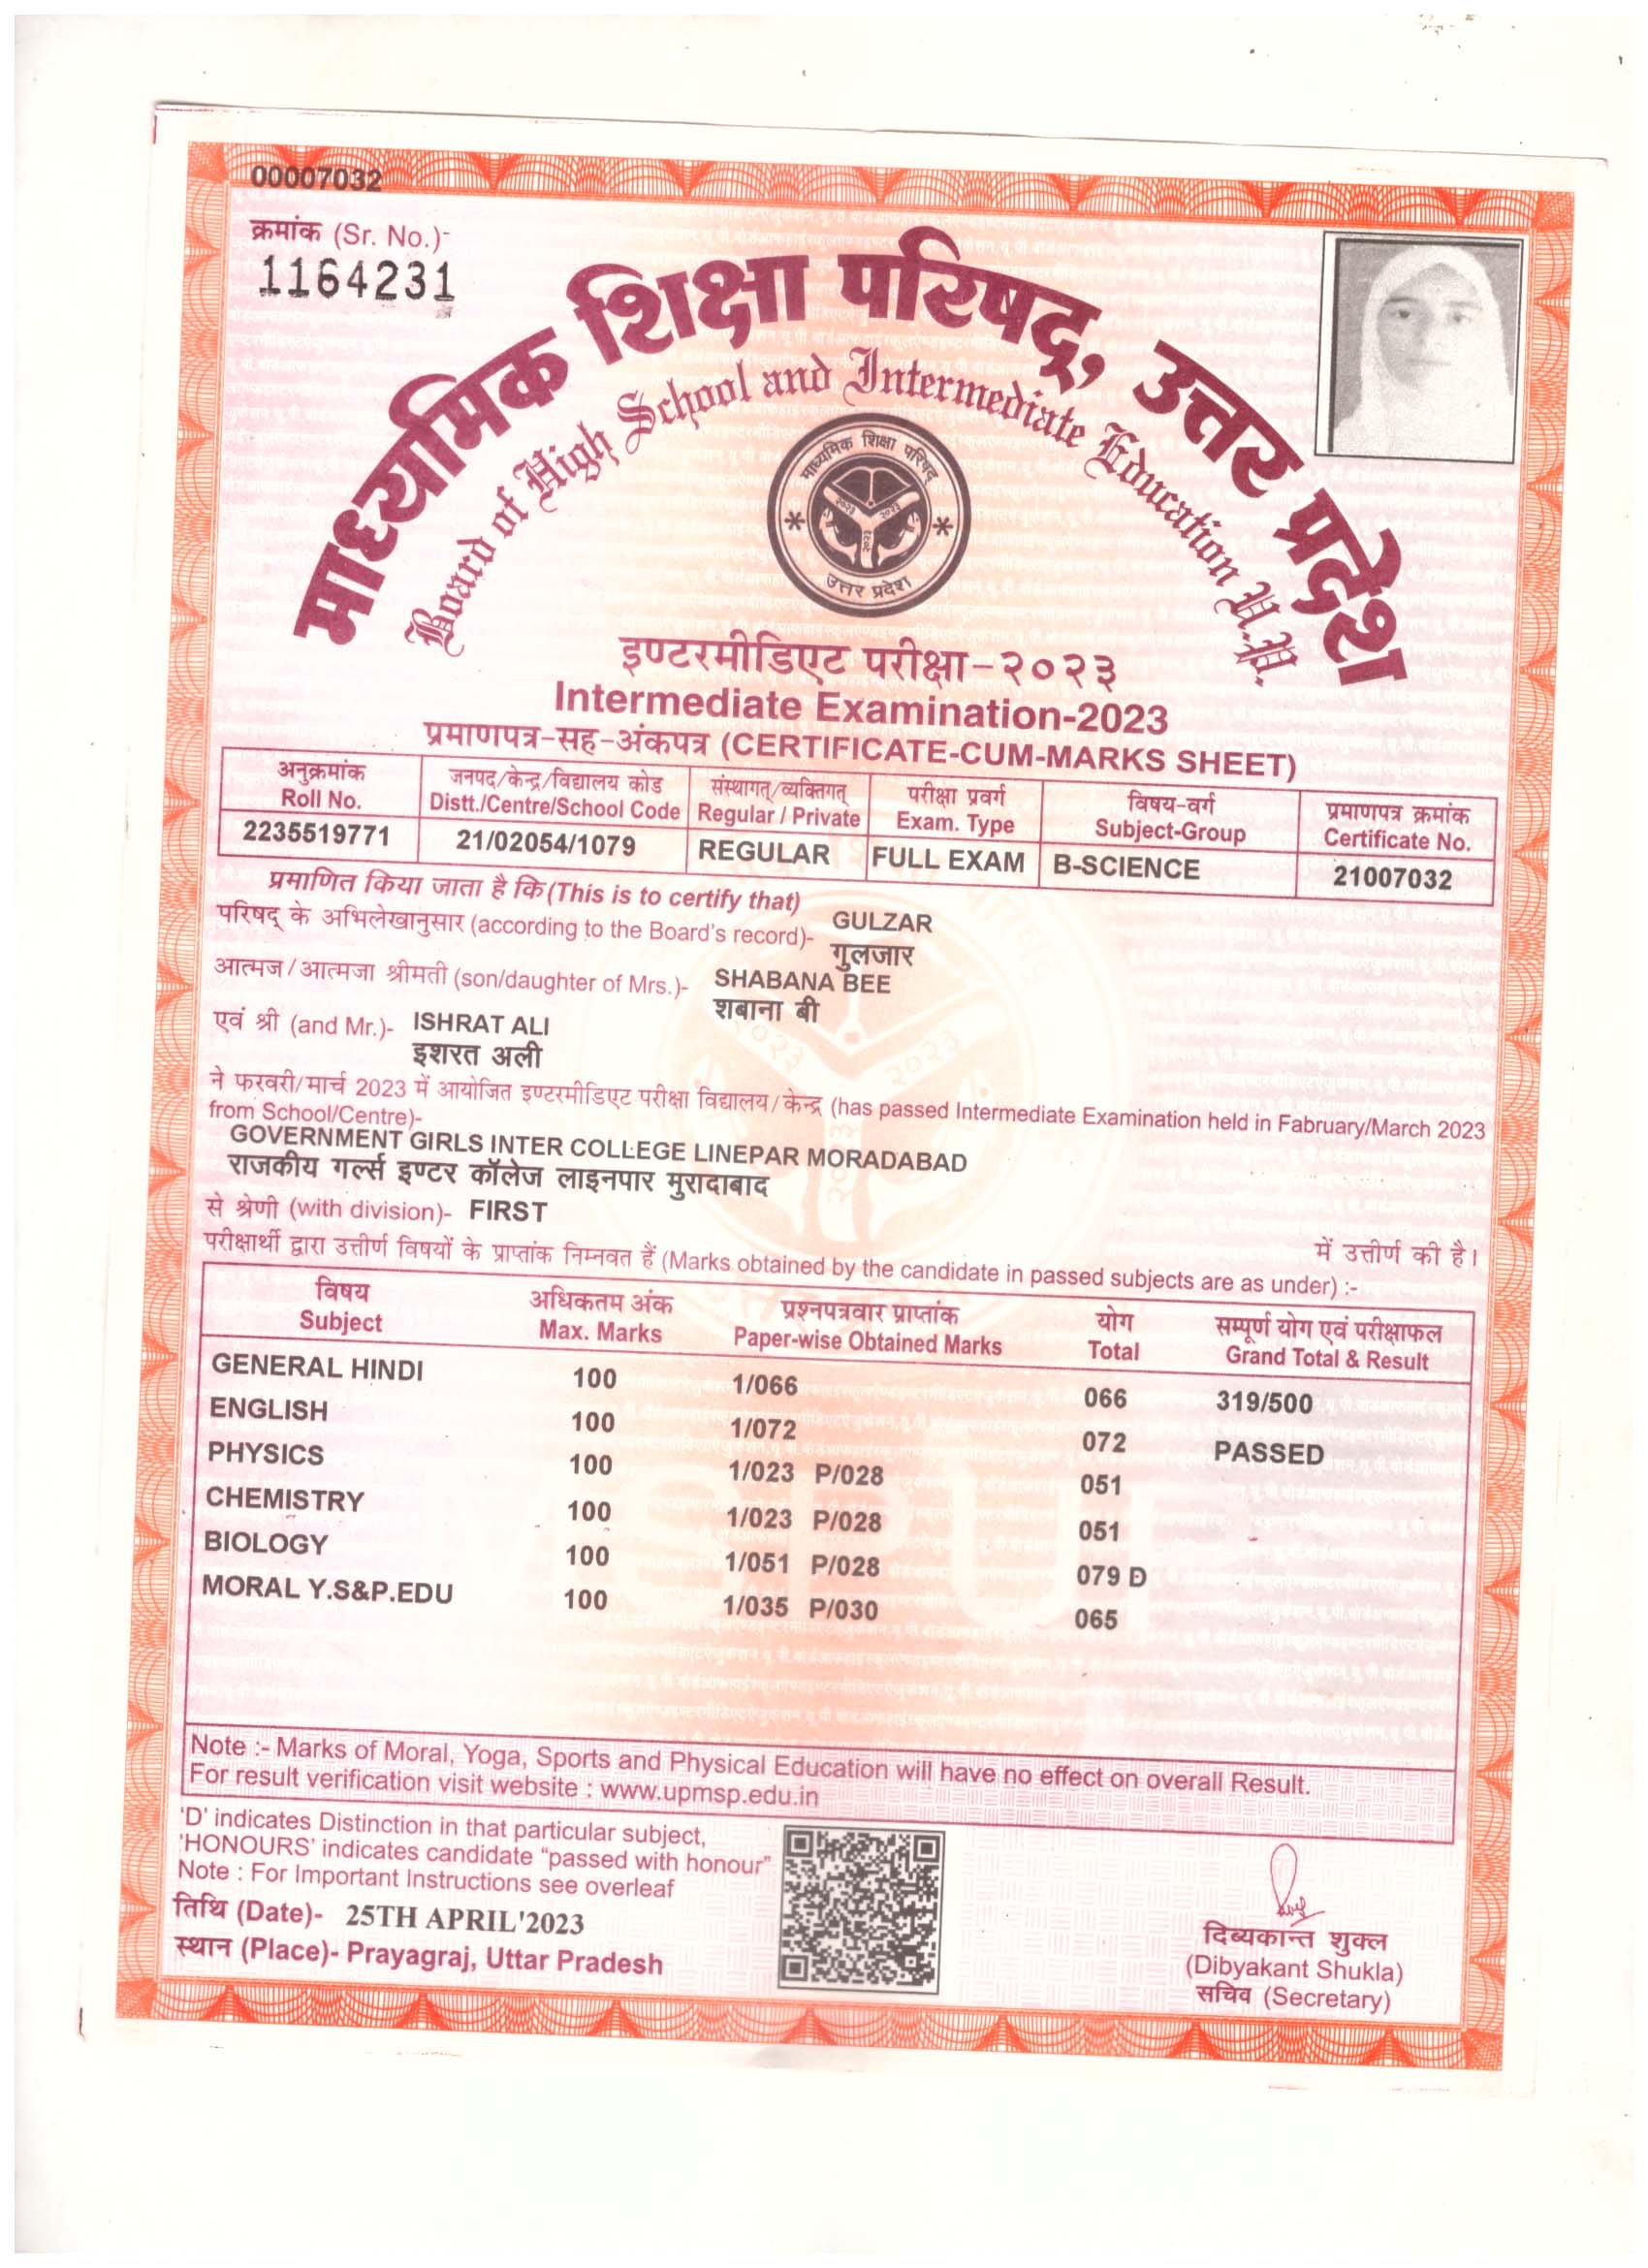 00007032
क्रमांक (Sr. No.)-
1164231
माध्यमिक शिक्षा परिषद्, उत्तर प्रदेश
Board of High School and Intermediate Education U.P.
माध्यमिक शिक्षा परिषद्
२०२३ २०२३
२०२३
उत्तर प्रदेश
इण्टरमीडिएट परीक्षा-२०२३
Intermediate Examination-2023
प्रमाणपत्र-सह-अंकपत्र (CERTIFICATE-CUM-MARKS SHEET)
अनुक्रमांक जनपद/केन्द्र/विद्यालय कोड संस्थागत्/व्यक्तिगत् परीक्षा प्रवर्ग विषय-वर्ग प्रमाणपत्र क्रमांक
Roll No. Distt./Centre/School Code Regular / Private Exam. Type Subject-Group Certificate No.
2235519771 21/02054/1079 REGULAR FULL EXAM B-SCIENCE 21007032
प्रमाणित किया जाता है कि (This is to certify that)
परिषद् के अभिलेखानुसार (according to the Board's record)- GULZAR
गुलजार
आत्मज/आत्मजा श्रीमती (son/daughter of Mrs.)- SHABANA BEE
शबाना बी
एवं श्री (and Mr.)- ISHRAT ALI
इशरत अली
ने फरवरी/मार्च 2023 में आयोजित इण्टरमीडिएट परीक्षा विद्यालय/केन्द्र (has passed Intermediate Examination held in Fabruary/March 2023
from School/Centre)-
GOVERNMENT GIRLS INTER COLLEGE LINEPAR MORADABAD
राजकीय गर्ल्स इण्टर कॉलेज लाइनपार मुरादाबाद
से श्रेणी (with division)- FIRST में उत्तीर्ण की है।
परीक्षार्थी द्वारा उत्तीर्ण विषयों के प्राप्तांक निम्नवत हैं (Marks obtained by the candidate in passed subjects are as under) :-
विषय अधिकतम अंक प्रश्नपत्रवार प्राप्तांक योग सम्पूर्ण योग एवं परीक्षाफल
Subject Max. Marks Paper-wise Obtained Marks Total Grand Total & Result
GENERAL HINDI 100 1/066 066 319/500
ENGLISH 100 1/072 072 PASSED
PHYSICS 100 1/023 P/028 051
CHEMISTRY 100 1/023 P/028 051
BIOLOGY 100 1/051 P/028 079 D
MORAL Y.S&P.EDU 100 1/035 P/030 065
Note :- Marks of Moral, Yoga, Sports and Physical Education will have no effect on overall Result.
For result verification visit website : www.upmsp.edu.in
'D' indicates Distinction in that particular subject,
'HONOURS' indicates candidate "passed with honour"
Note : For Important Instructions see overleaf
तिथि (Date)- 25TH APRIL'2023
स्थान (Place)- Prayagraj, Uttar Pradesh
दिब्यकान्त शुक्ल
(Dibyakant Shukla)
सचिव (Secretary)